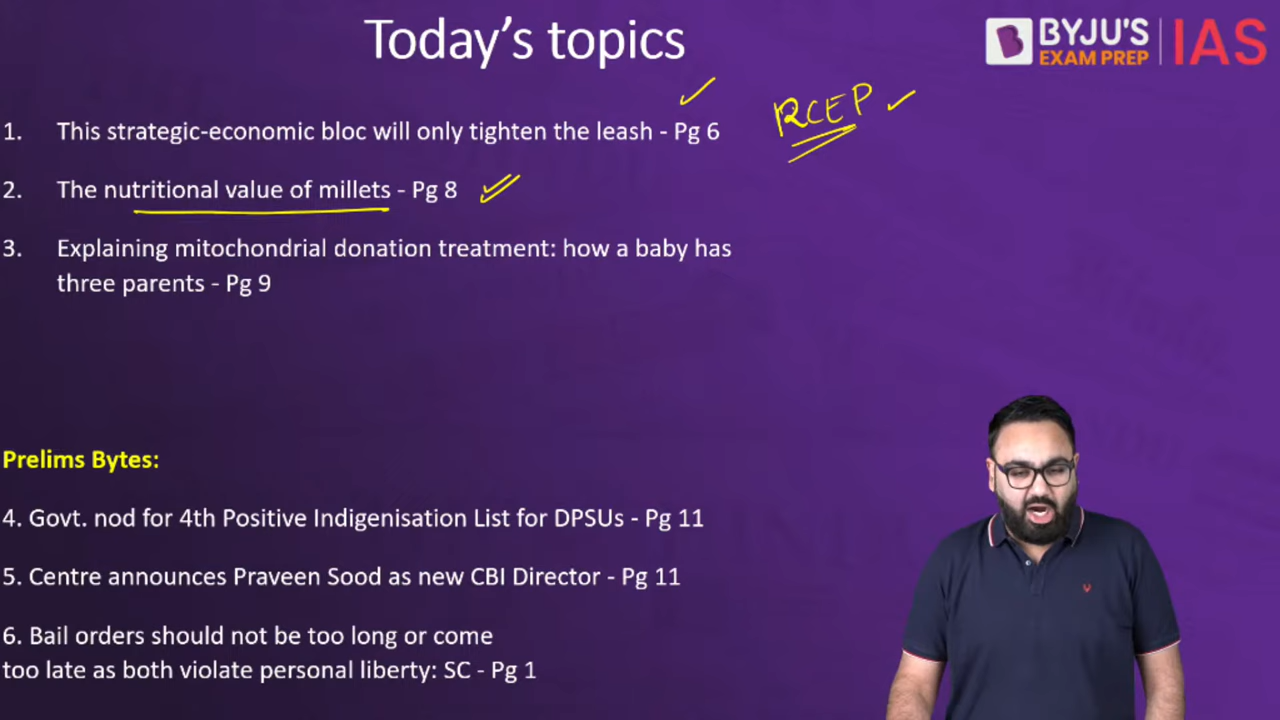 Today's topics
BYJU'S
EXAM PREP
IAS
1. This strategic-economic bloc will only tighten the leash - Pg 6
RCEP
2. The nutritional value of millets - Pg 8
3. Explaining mitochondrial donation treatment: how a baby has
three parents - Pg 9
Prelims Bytes:
4. Govt. nod for 4th Positive Indigenisation List for DPSUs - Pg 11
5. Centre announces Praveen Sood as new CBI Director - Pg 11
6. Bail orders should not be too long or come
too late as both violate personal liberty: SC - Pg 1